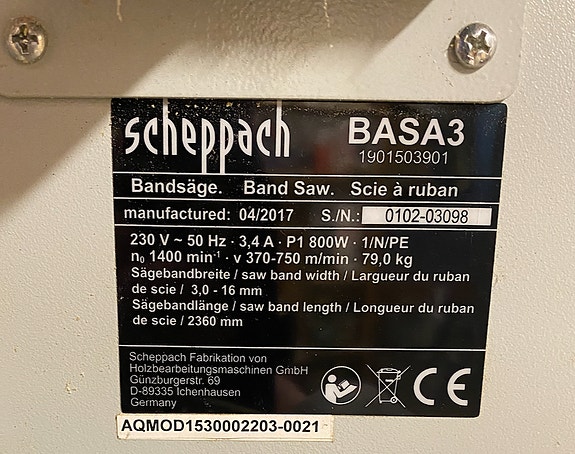 scheppach BASA3
1901503901
Bandsäge. Band Saw. Scie à ruban
manufactured: 04/2017 S./N.: 0102-03098
230 V ~ 50 Hz · 3,4 A · P1 800W · 1/N/PE
n₀ 1400 min⁻¹ · v 370-750 m/min · 79,0 kg
Sägebandbreite / saw band width / Largueur du ruban
de scie / 3,0 - 16 mm
Sägebandlänge / saw band length / Longueur du ruban
de scie / 2360 mm
Scheppach Fabrikation von
Holzbearbeitungsmaschinen GmbH
Günzburgerstr. 69
D-89335 Ichenhausen
Germany
CE
AQMOD1530002203-0021